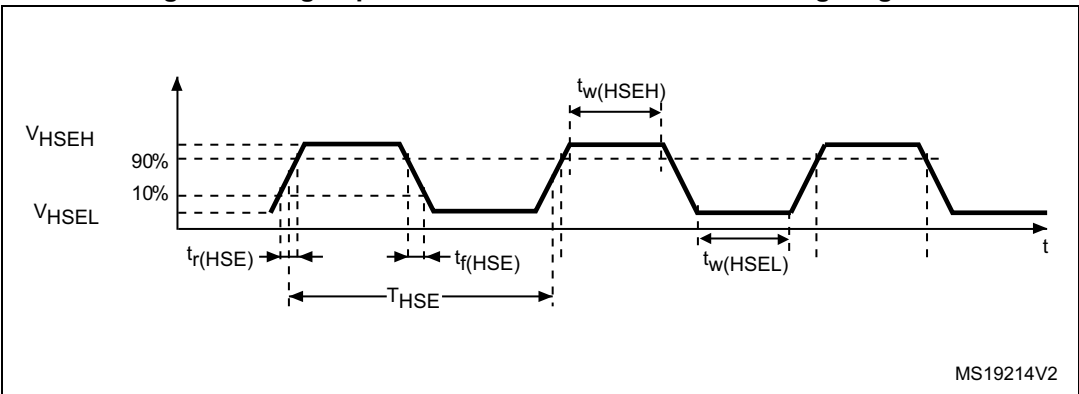 tw(HSEH)
VHSEH
90%
10%
VHSEL
tr(HSE)
tf(HSE)
tw(HSEL)
t
THSE
MS19214V2